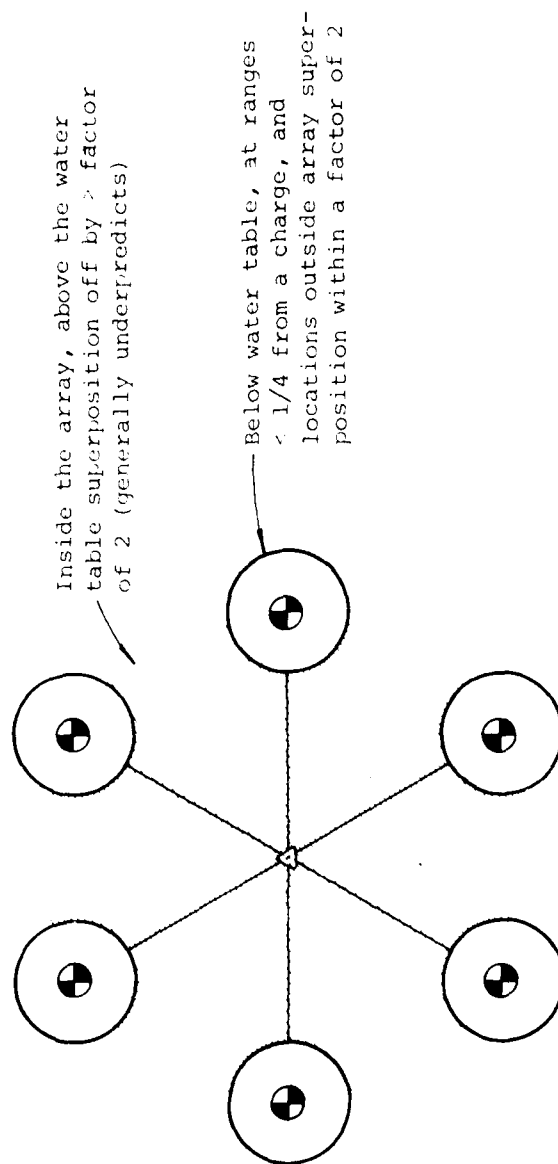 Inside the array, above the water
table superposition off by > factor
of 2 (generally underpredicts)
Below water table, at ranges
< 1/4 from a charge, and
locations outside array super-
position within a factor of 2